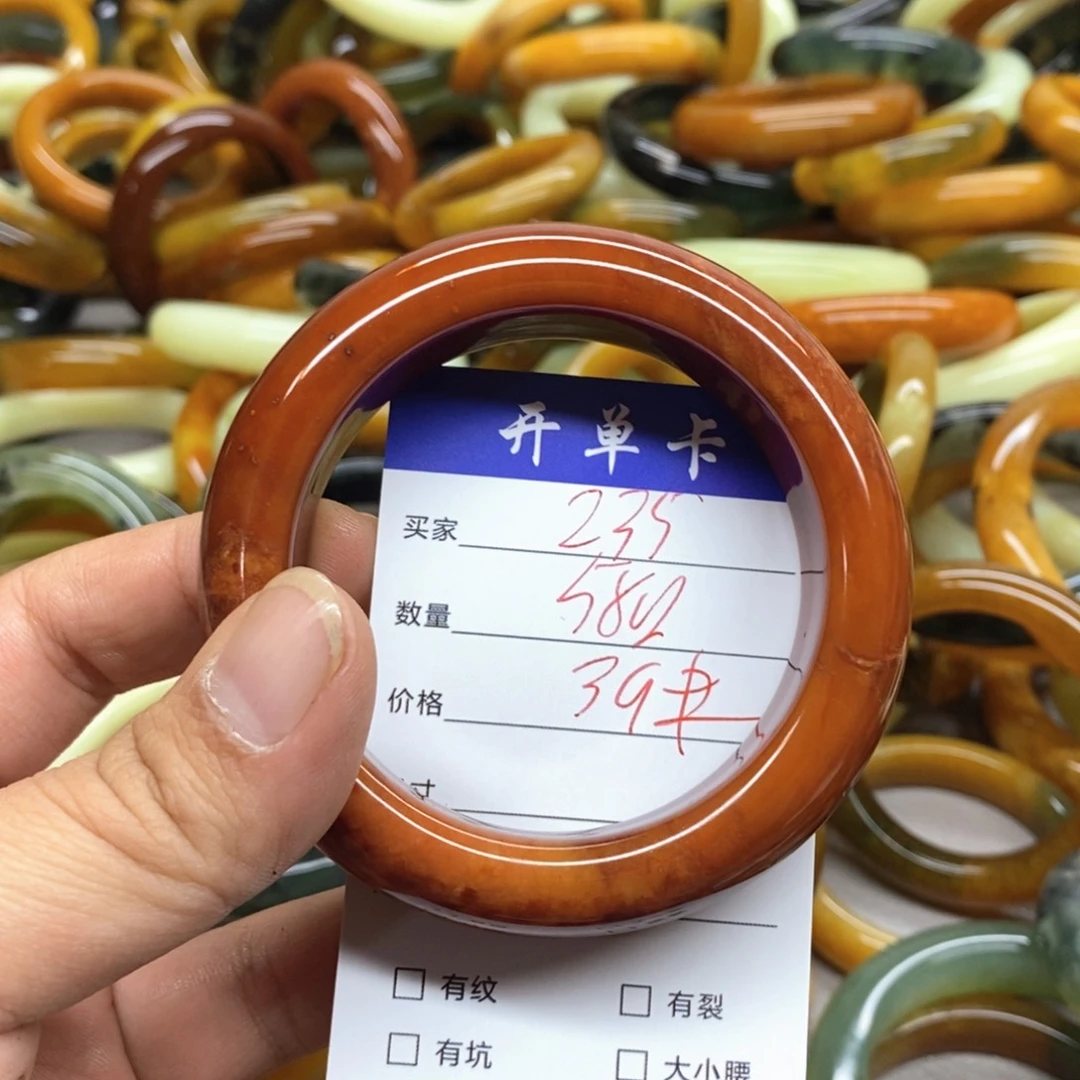 开单卡
买家 235
数量
价格 39
寸
□ 有纹 □ 有裂
□ 有坑 □ 大小腰